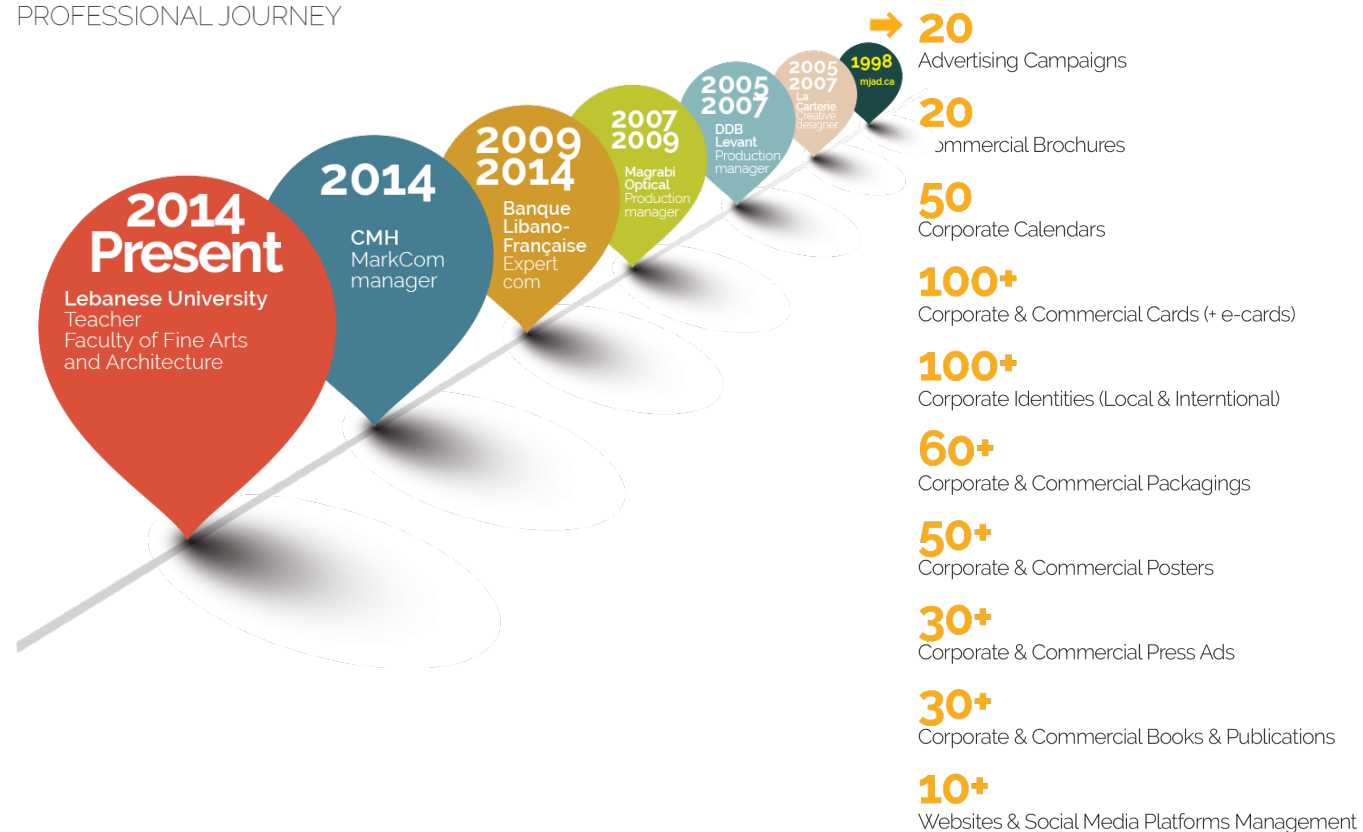 PROFESSIONAL JOURNEY
2014
Present
Lebanese University
Teacher
Faculty of Fine Arts
and Architecture
2014
CMH
MarkCom
manager
2009
2014
Banque
Libano-
Française
Expert
com
2007
2009
Magrabi
Optical
Production
manager
2005
2007
DDB
Levant
Production
manager
2005
2007
La
Carterie
Creative
designer
1998
mjad.ca
20
Advertising Campaigns
20
ommercial Brochures
50
Corporate Calendars
100+
Corporate & Commercial Cards (+ e-cards)
100+
Corporate Identities (Local & Interntional)
60+
Corporate & Commercial Packagings
50+
Corporate & Commercial Posters
30+
Corporate & Commercial Press Ads
30+
Corporate & Commercial Books & Publications
10+
Websites & Social Media Platforms Management